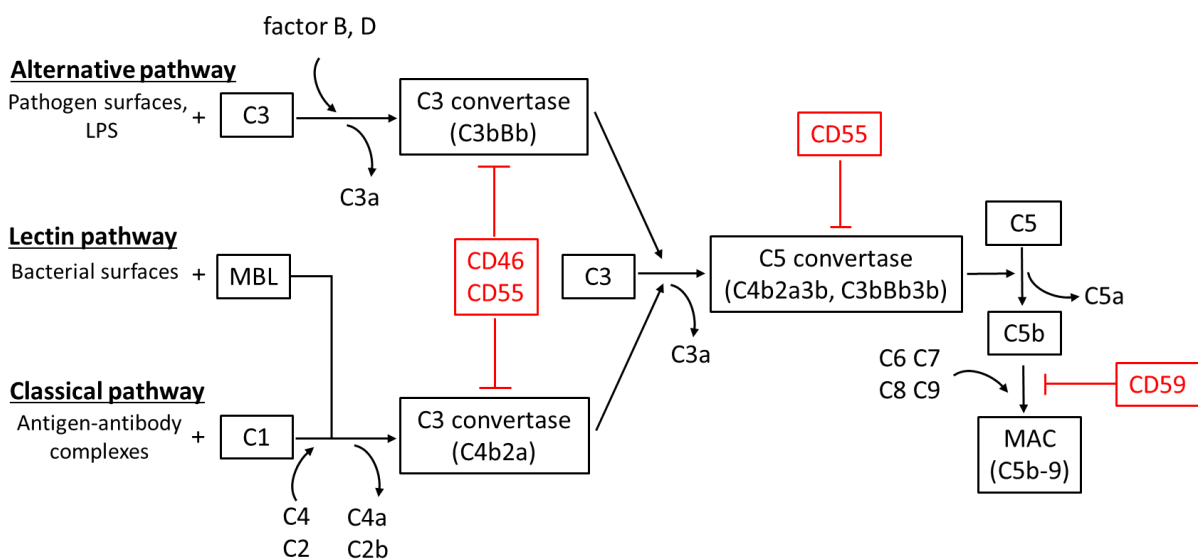 factor B, D
Alternative pathway
Pathogen surfaces,
LPS
+
C3
C3 convertase
(C3bBb)
C3a
CD55
Lectin pathway
Bacterial surfaces
+
MBL
CD46
CD55
C3
C3a
C5 convertase
(C4b2a3b, C3bBb3b)
C5
C5a
C5b
C6 C7
C8 C9
CD59
MAC
(C5b-9)
Classical pathway
Antigen-antibody
complexes
+
C1
C3 convertase
(C4b2a)
C4
C2
C4a
C2b